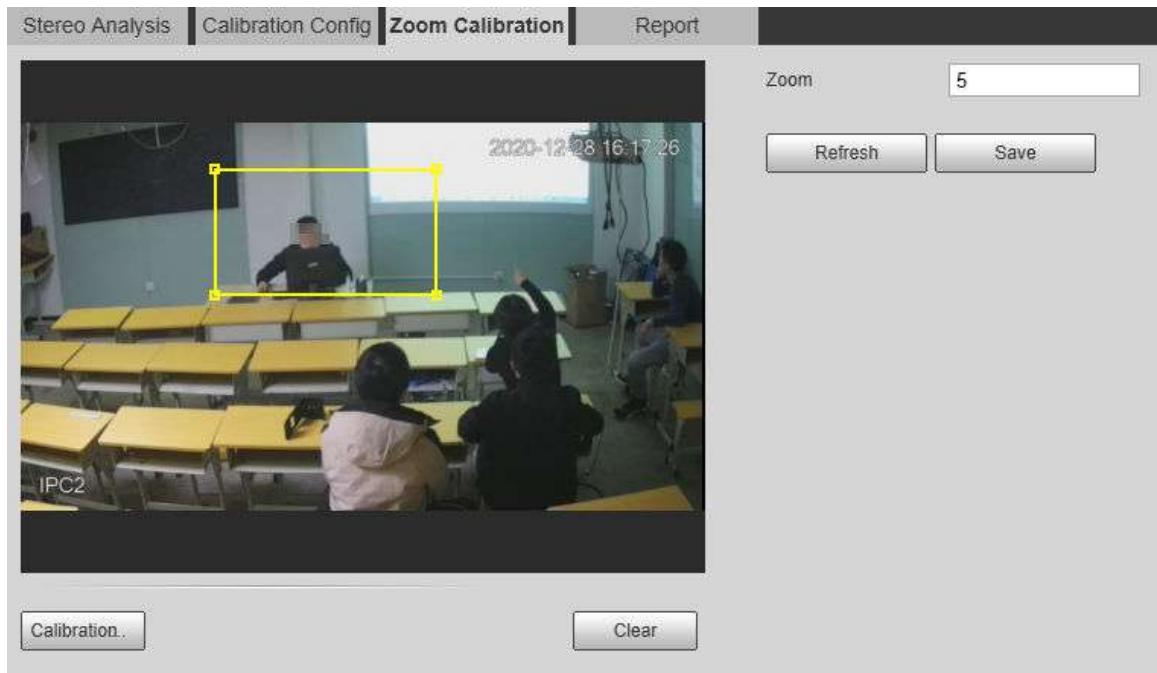 Stereo Analysis Calibration Config Zoom Calibration Report
Zoom 5
2020-12-28 16:17:26
Refresh Save
IPC2
Calibration.. Clear